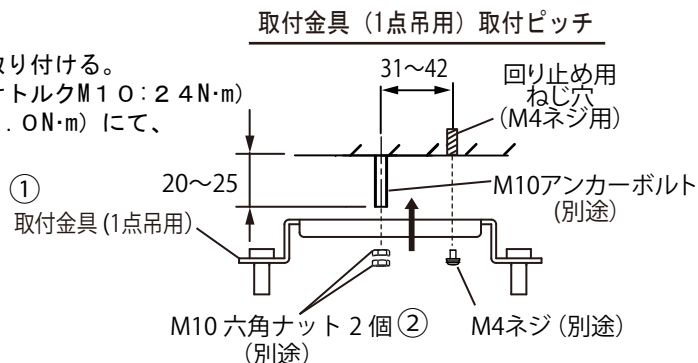 取付金具（1点吊用）取付ピッチ
取り付ける。
トルクM１０：２４N･m）
．０N･m）にて、
31～42
回り止め用
ねじ穴
（M4ネジ用）
①
20～25
取付金具(1点吊用)
M10アンカーボルト
(別途)
M10 六角ナット 2 個②
(別途)
M4ネジ (別途)